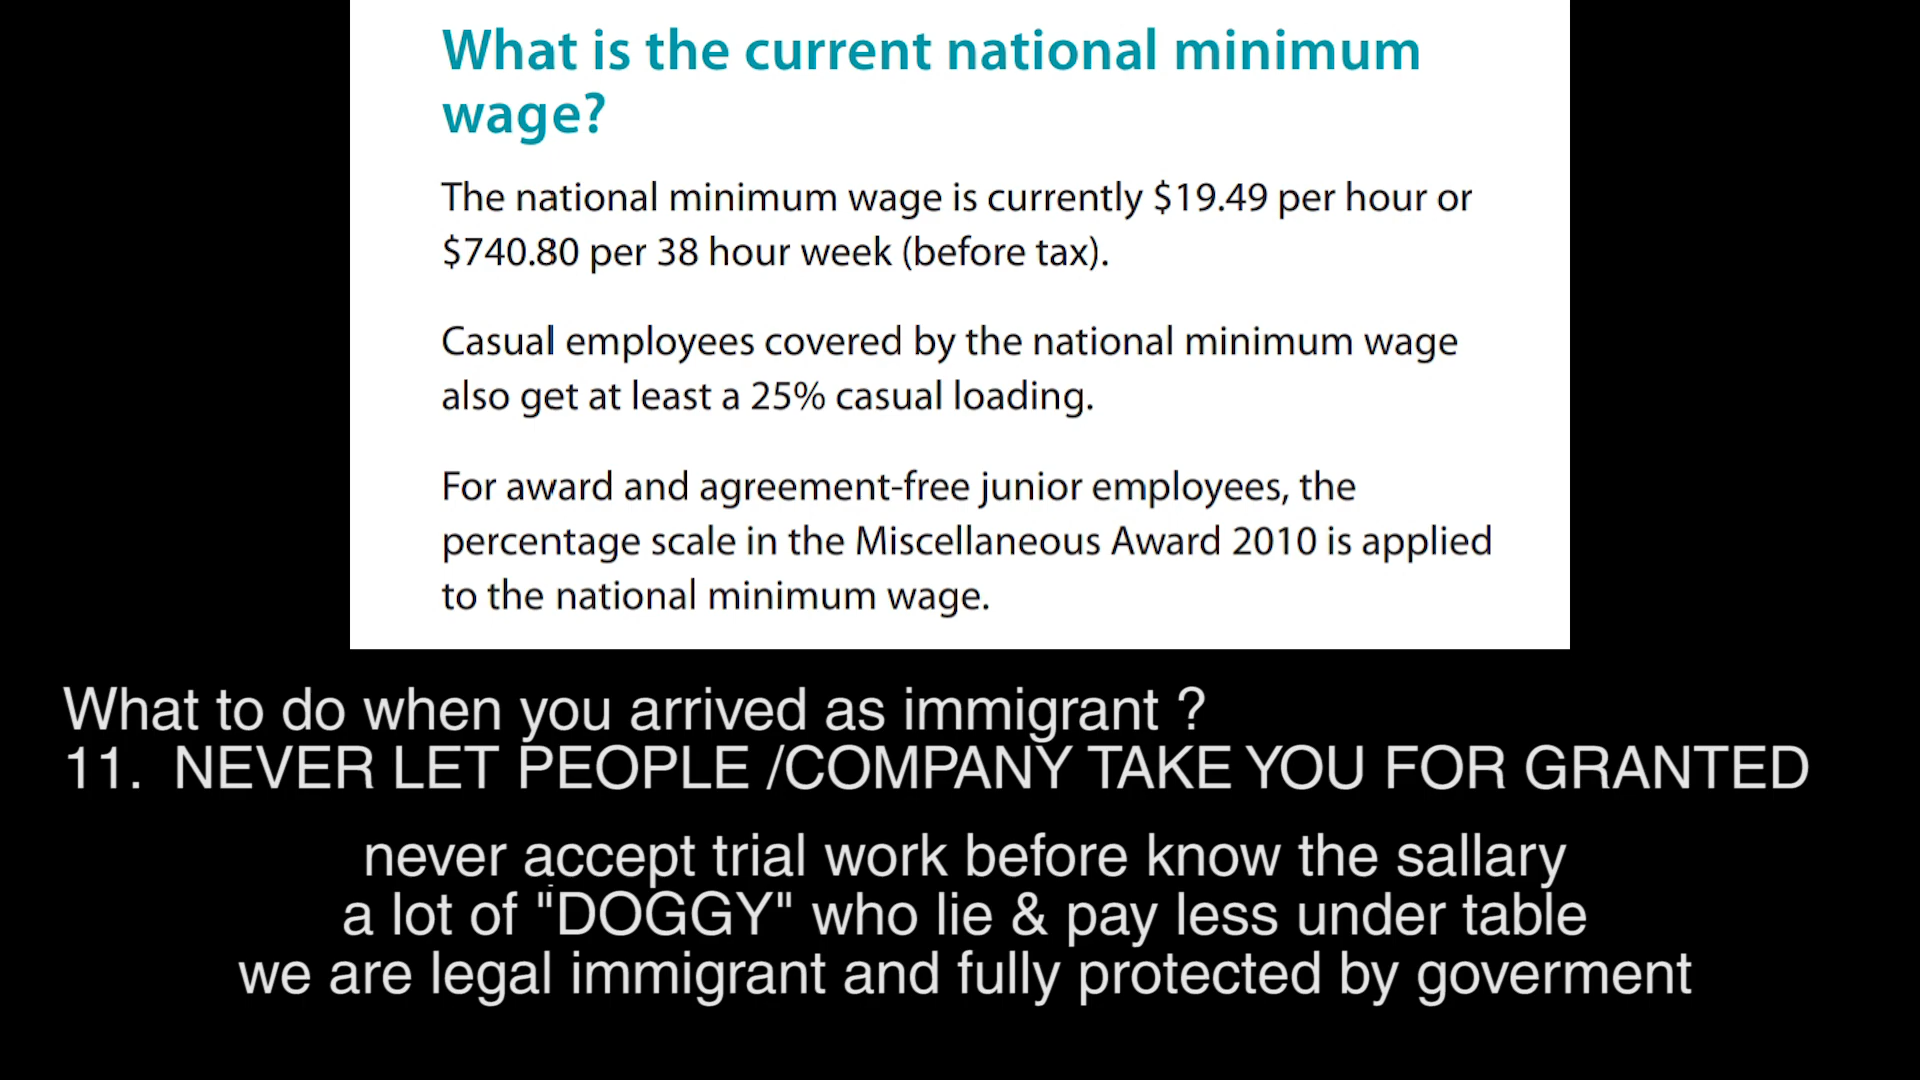 What is the current national minimum
wage?
The national minimum wage is currently $19.49 per hour or
$740.80 per 38 hour week (before tax).
Casual employees covered by the national minimum wage
also get at least a 25% casual loading.
For award and agreement-free junior employees, the
percentage scale in the Miscellaneous Award 2010 is applied
to the national minimum wage.
What to do when you arrived as immigrant ?
11. NEVER LET PEOPLE /COMPANY TAKE YOU FOR GRANTED
never accept trial work before know the sallary
a lot of "DOGGY" who lie & pay less under table
we are legal immigrant and fully protected by goverment